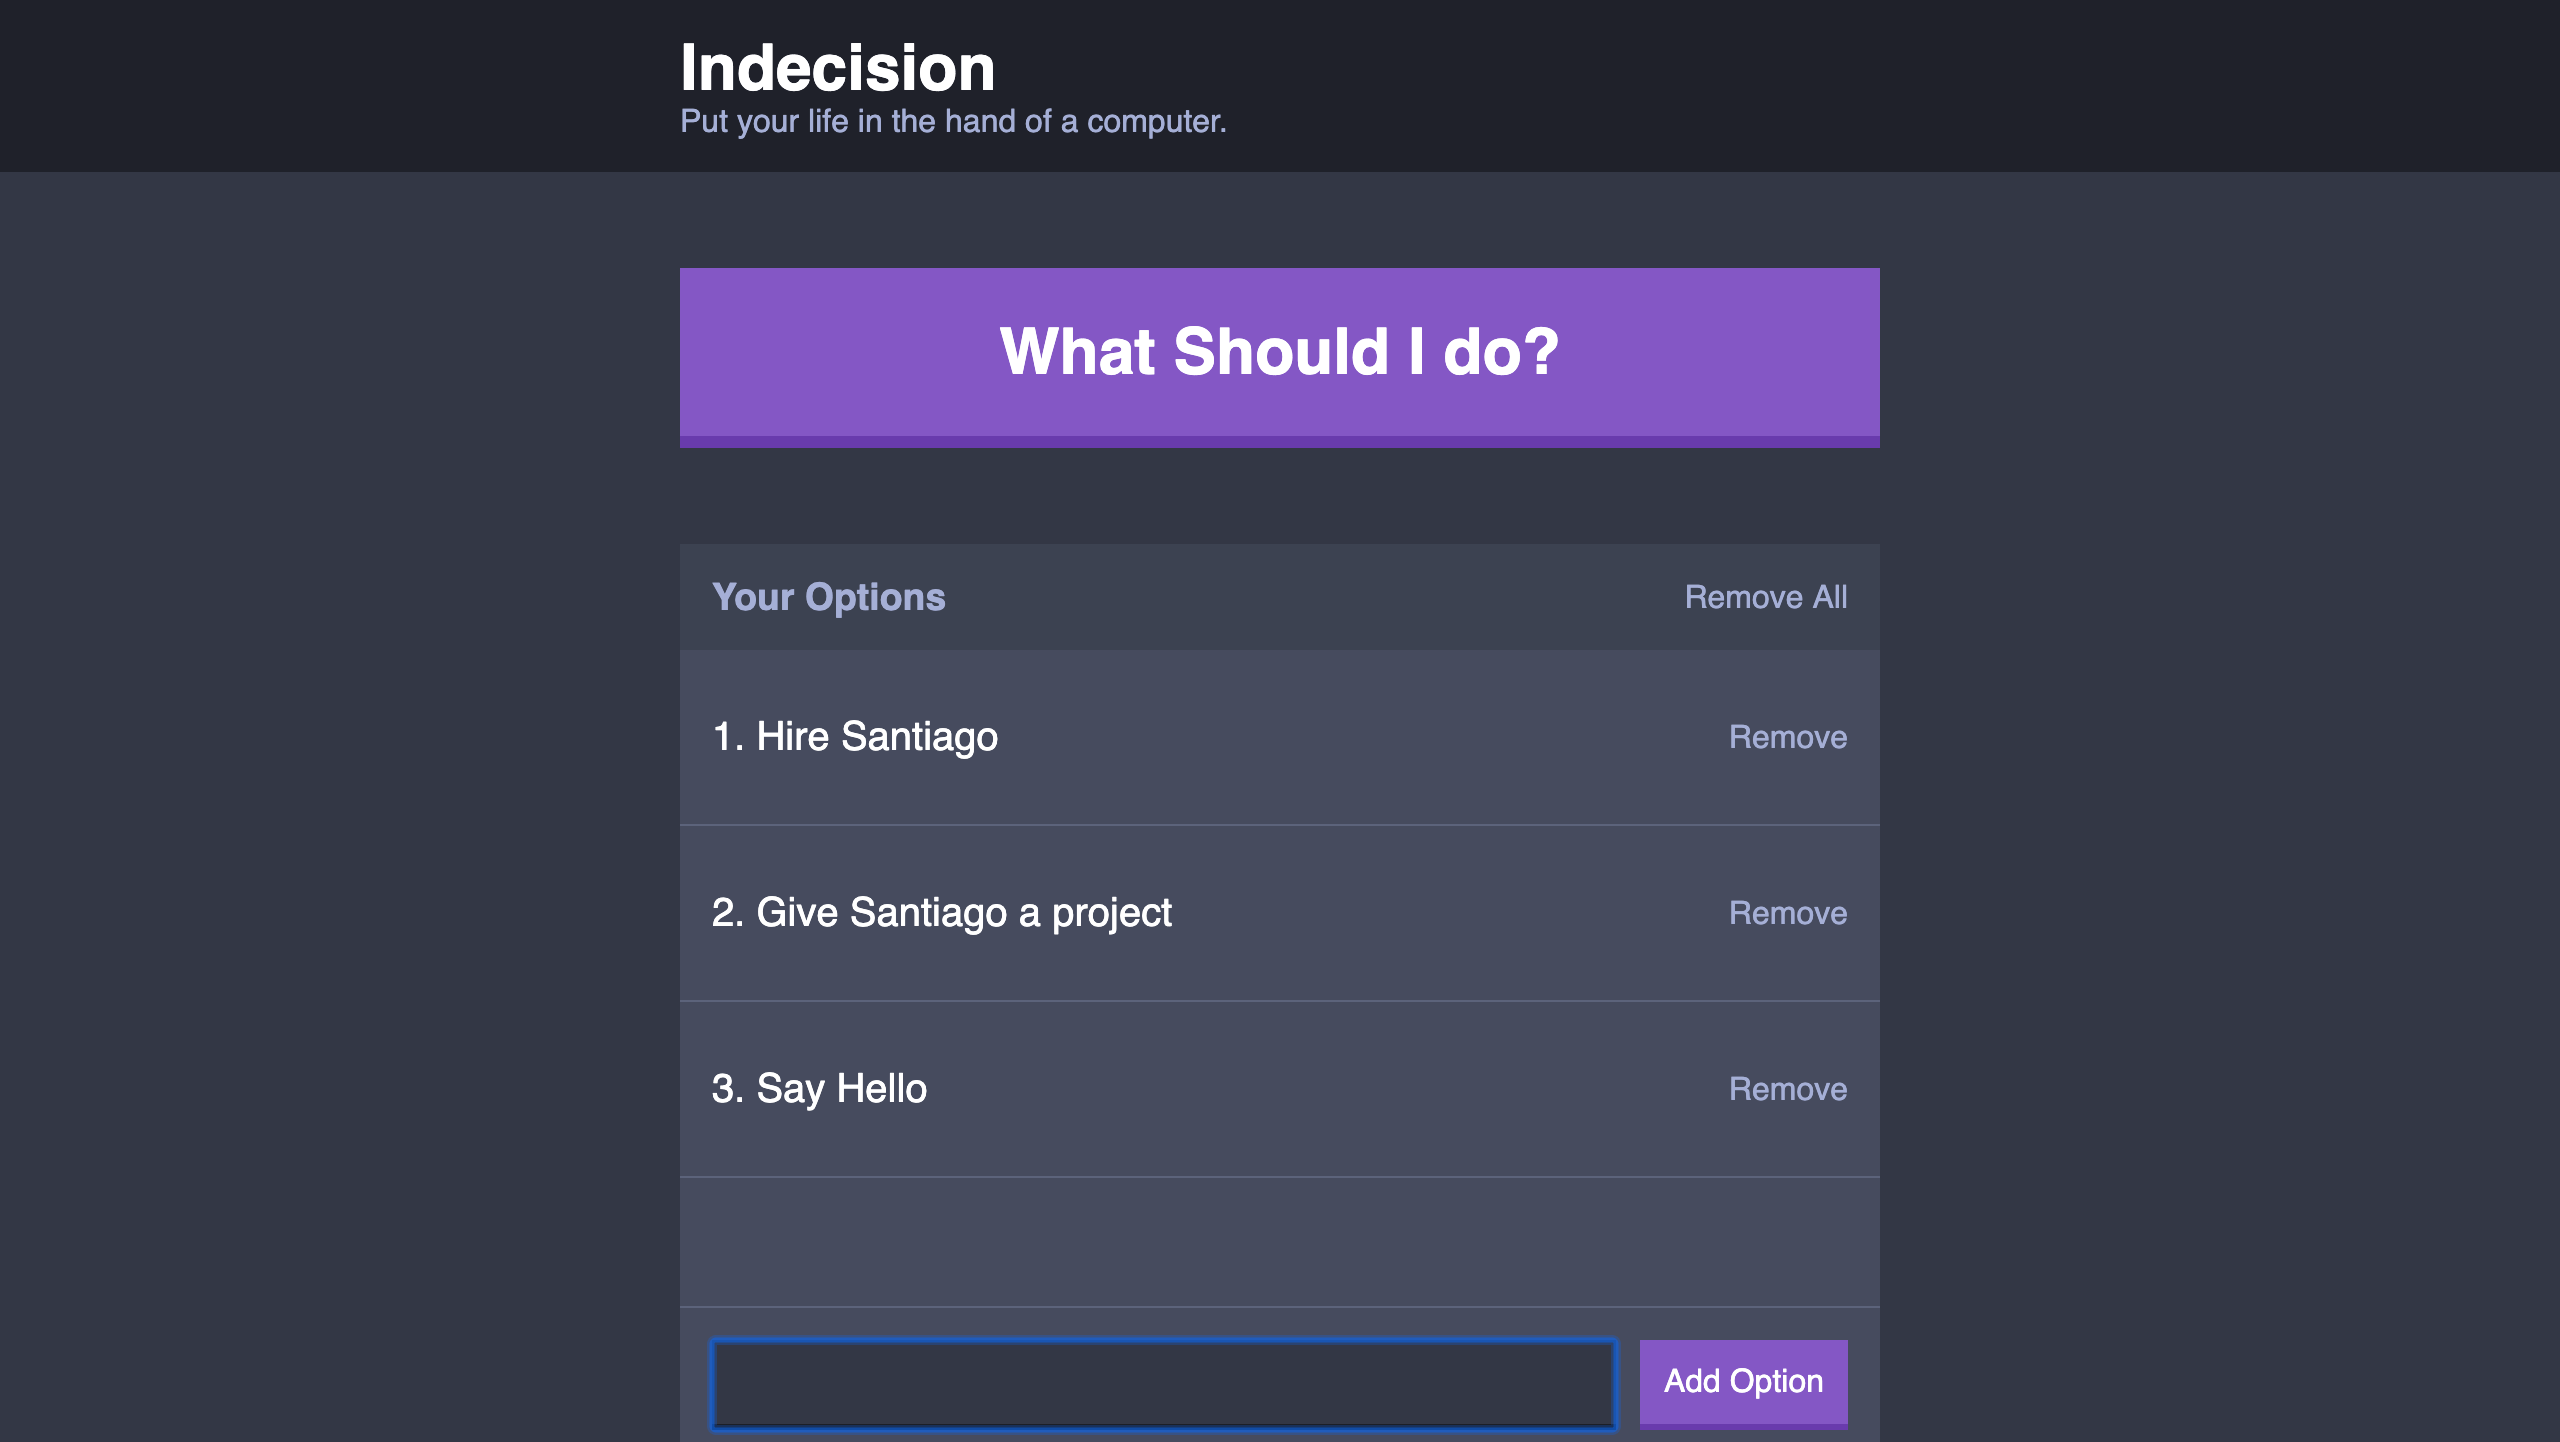 Indecision
Put your life in the hand of a computer.
What Should I do?
Your Options
Remove All
1. Hire Santiago
Remove
2. Give Santiago a project
Remove
3. Say Hello
Remove
Add Option